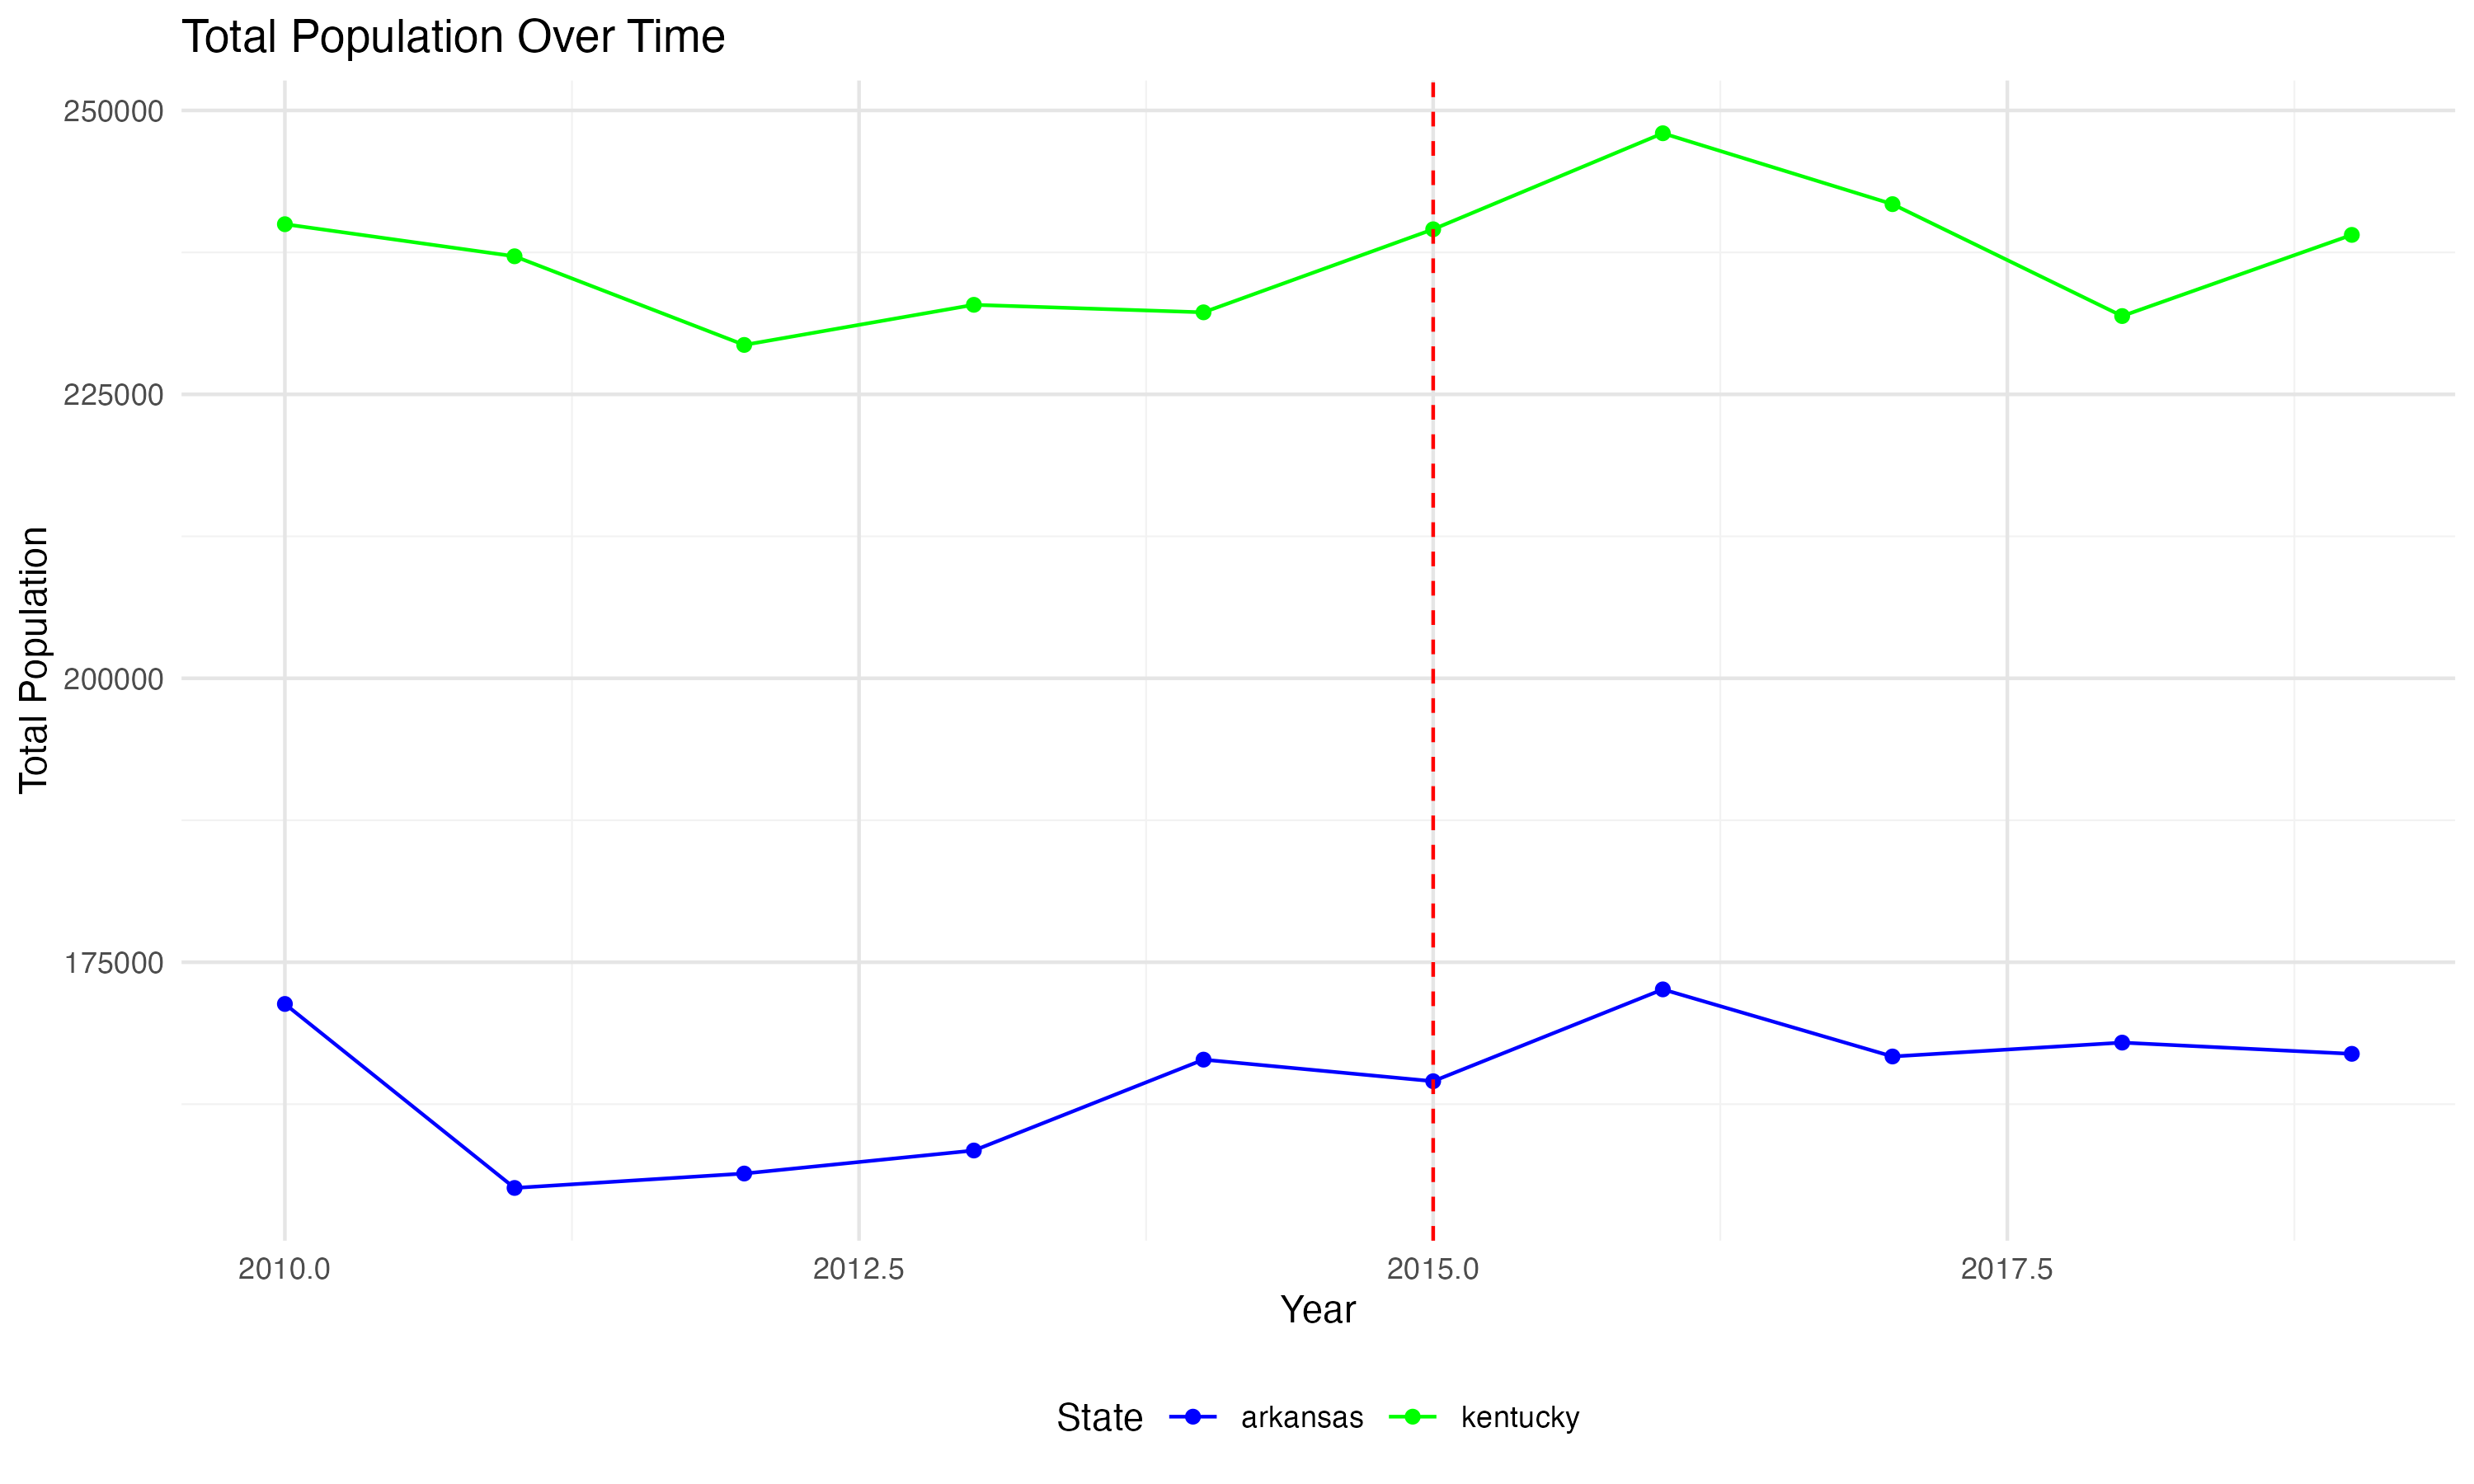 Total Population Over Time
250000
225000
200000
175000
Total Population
2010.0 2012.5 2015.0 2017.5
Year
State arkansas kentucky